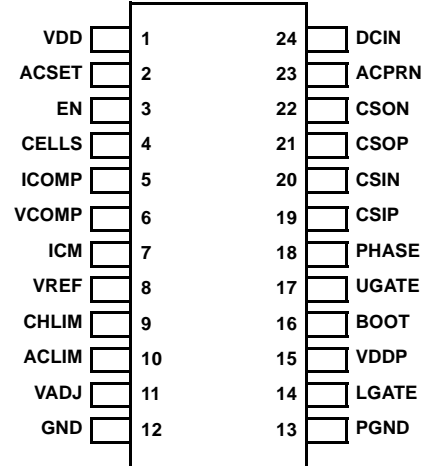 VDD 1 24 DCIN
ACSET 2 23 ACPRN
EN 3 22 CSON
CELLS 4 21 CSOP
ICOMP 5 20 CSIN
VCOMP 6 19 CSIP
ICM 7 18 PHASE
VREF 8 17 UGATE
CHLIM 9 16 BOOT
ACLIM 10 15 VDDP
VADJ 11 14 LGATE
GND 12 13 PGND